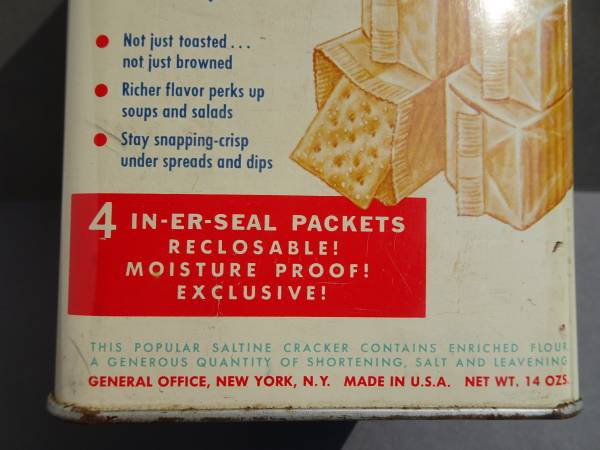 Not just toasted...
not just browned
Richer flavor perks up
soups and salads
Stay snapping-crisp
under spreads and dips
4 IN-ER-SEAL PACKETS
RECLOSABLE!
MOISTURE PROOF!
EXCLUSIVE!
THIS POPULAR SALTINE CRACKER CONTAINS ENRICHED FLOUR
A GENEROUS QUANTITY OF SHORTENING, SALT AND LEAVENING
GENERAL OFFICE, NEW YORK, N.Y. MADE IN U.S.A. NET WT. 14 OZS.